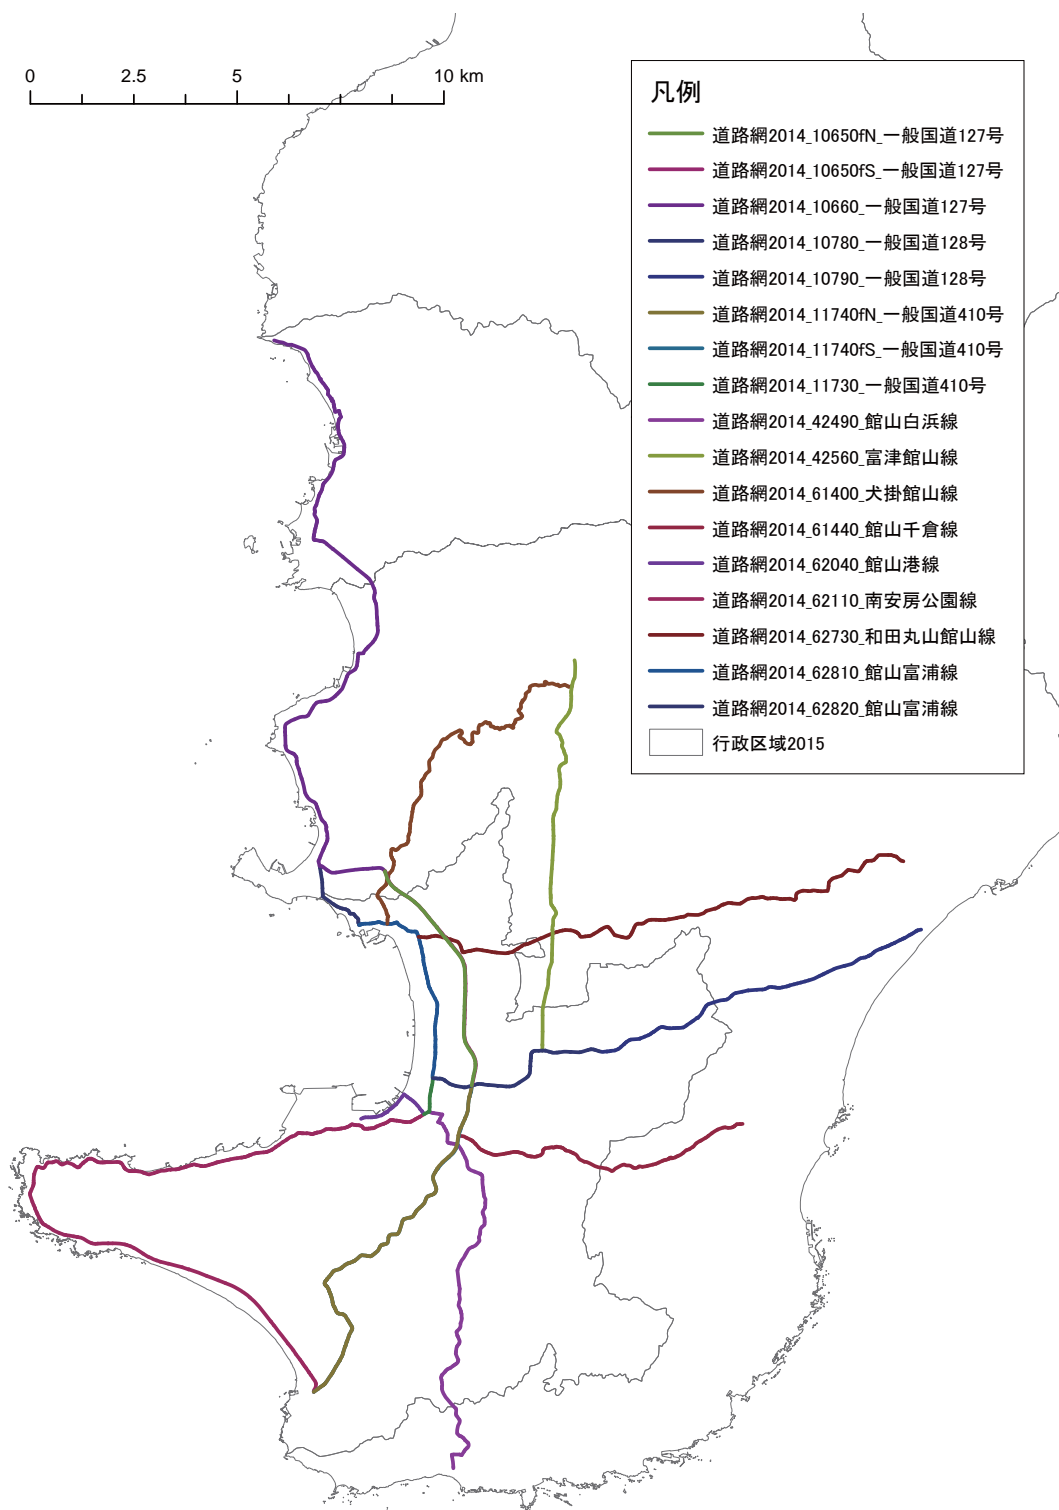 0 2.5 5 10 km
凡例
道路網2014_10650fN_一般国道127号
道路網2014_10650fS_一般国道127号
道路網2014_10660_一般国道127号
道路網2014_10780_一般国道128号
道路網2014_10790_一般国道128号
道路網2014_11740fN_一般国道410号
道路網2014_11740fS_一般国道410号
道路網2014_11730_一般国道410号
道路網2014_42490_館山白浜線
道路網2014_42560_富津館山線
道路網2014_61400_犬掛館山線
道路網2014_61440_館山千倉線
道路網2014_62040_館山港線
道路網2014_62110_南安房公園線
道路網2014_62730_和田丸山館山線
道路網2014_62810_館山富浦線
道路網2014_62820_館山富浦線
行政区域2015